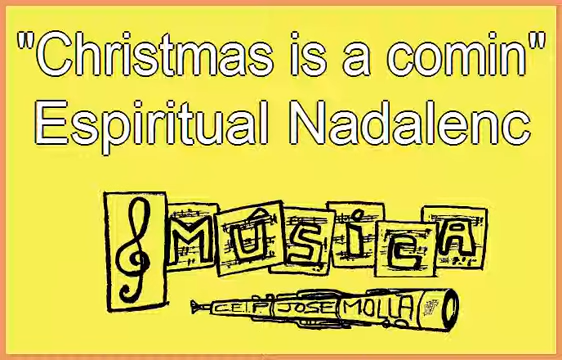 "Christmas is a comin"
Espiritual Nadalenc
MÚSICA
C.E.I.P JOSE MOLLA